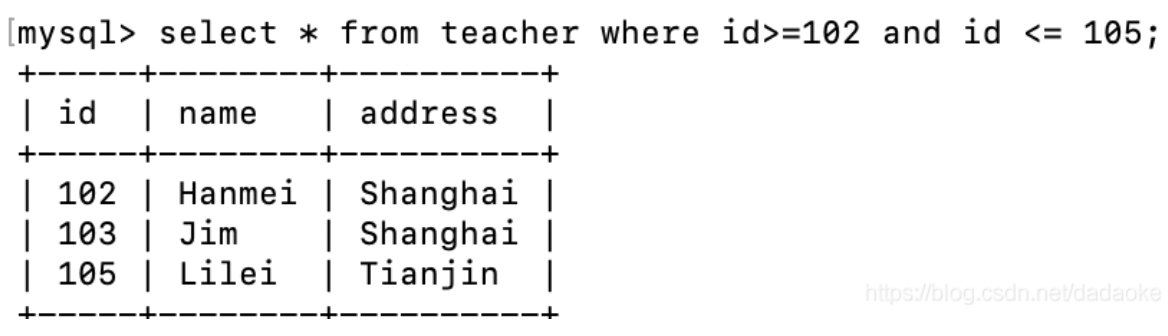 [mysql> select * from teacher where id>=102 and id <= 105;
+-----+--------+----------+
| id  | name   | address  |
+-----+--------+----------+
| 102 | Hanmei | Shanghai |
| 103 | Jim    | Shanghai |
| 105 | Lilei  | Tianjin  |
+-----+--------+----------+
https://blog.csdn.net/dadaoke